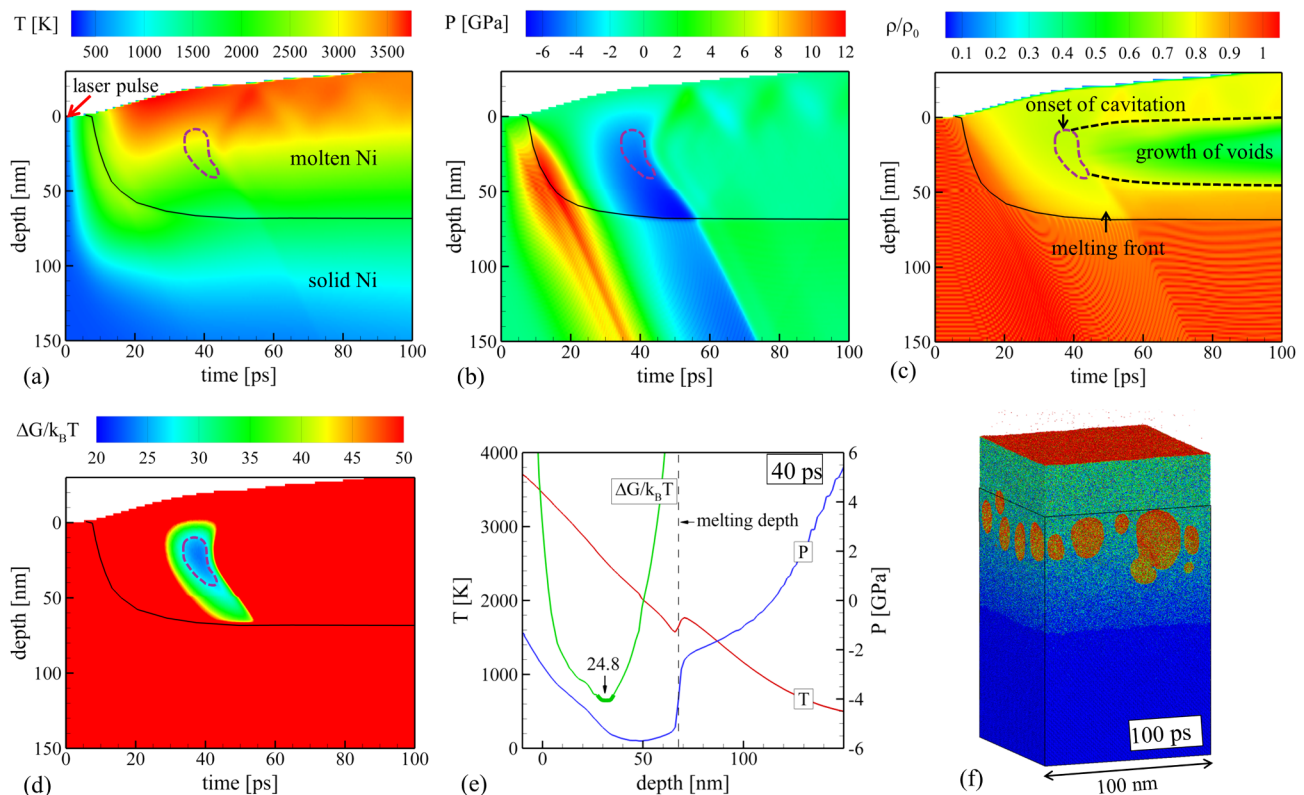 T [K]
500 1000 1500 2000 2500 3000 3500
laser pulse
molten Ni
solid Ni
0
50
100
150
depth [nm]
0 20 40 60 80 100
time [ps]
(a)
P [GPa]
-6 -4 -2 0 2 4 6 8 10 12
0
50
100
150
depth [nm]
0 20 40 60 80 100
time [ps]
(b)
ρ/ρ0
0.1 0.2 0.3 0.4 0.5 0.6 0.7 0.8 0.9 1
onset of cavitation
growth of voids
melting front
0
50
100
150
depth [nm]
0 20 40 60 80 100
time [ps]
(c)
ΔG/kBT
20 25 30 35 40 45 50
0
50
100
150
depth [nm]
0 20 40 60 80 100
time [ps]
(d)
40 ps
ΔG/kBT
melting depth
P
24.8
T
4000
3500
3000
2500
2000
1500
1000
500
0
T [K]
6
4
2
0
-2
-4
-6
P [GPa]
0 50 100
depth [nm]
(e)
100 ps
100 nm
(f)